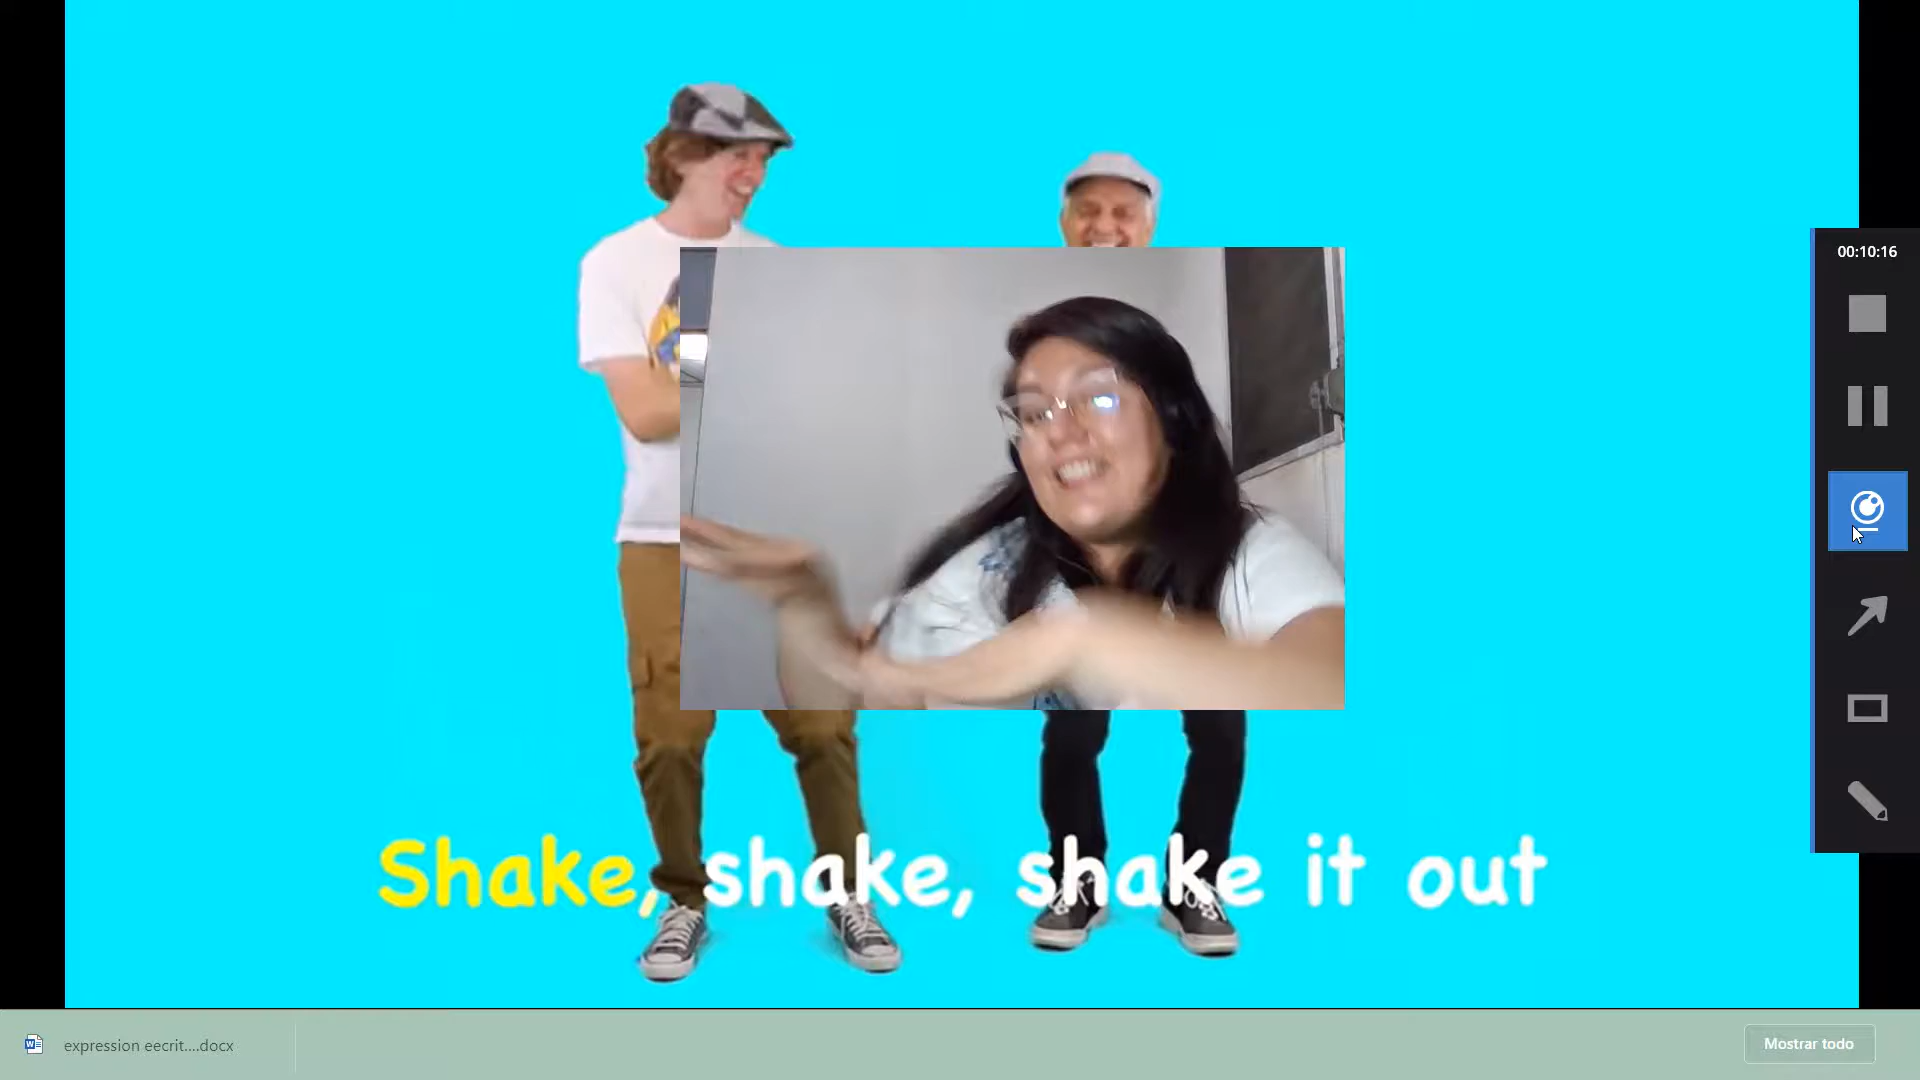 00:10:16
Shake, shake, shake it out
expression eecrit....docx
Mostrar todo